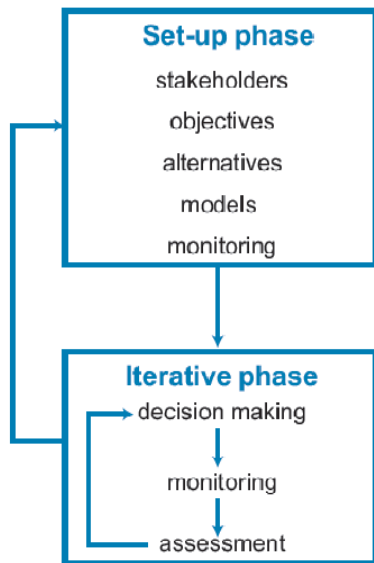 Set-up phase
stakeholders
objectives
alternatives
models
monitoring
Iterative phase
decision making
monitoring
assessment